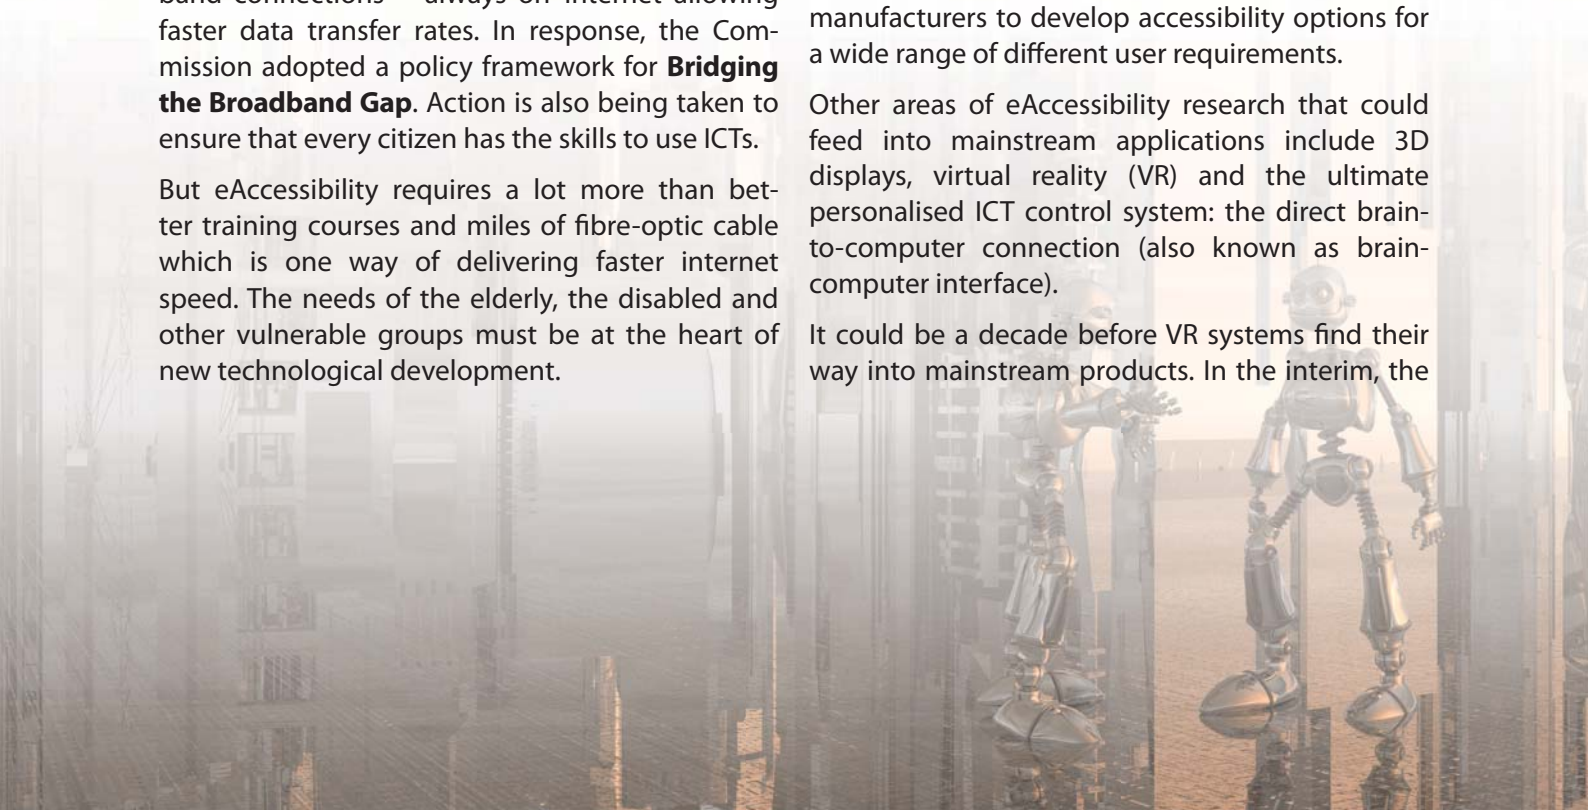 faster data transfer rates. In response, the Com-
mission adopted a policy framework for Bridging
the Broadband Gap. Action is also being taken to
ensure that every citizen has the skills to use ICTs.
But eAccessibility requires a lot more than bet-
ter training courses and miles of fibre-optic cable
which is one way of delivering faster internet
speed. The needs of the elderly, the disabled and
other vulnerable groups must be at the heart of
new technological development.
manufacturers to develop accessibility options for
a wide range of different user requirements.
Other areas of eAccessibility research that could
feed into mainstream applications include 3D
displays, virtual reality (VR) and the ultimate
personalised ICT control system: the direct brain-
to-computer connection (also known as brain-
computer interface).
It could be a decade before VR systems find their
way into mainstream products. In the interim, the